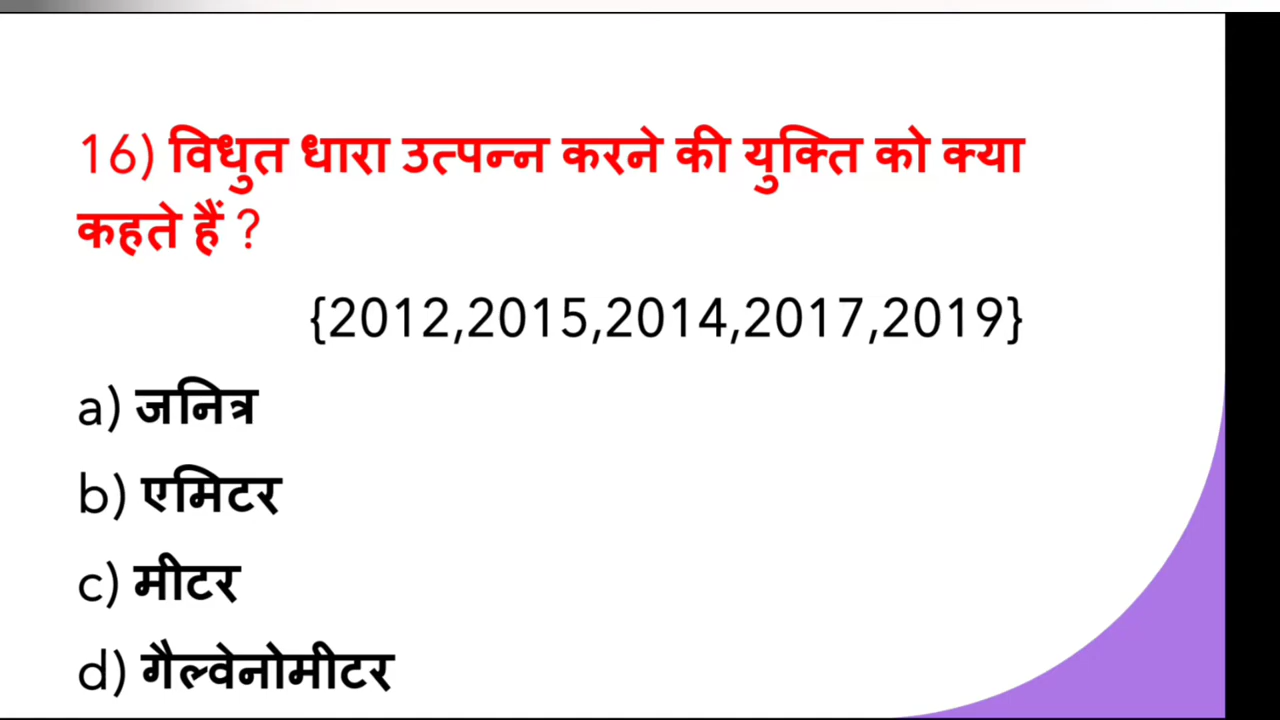 16) विधुत धारा उत्पन्न करने की युक्ति को क्या
कहते हैं ?
{2012,2015,2014,2017,2019}
a) जनित्र
b) एमिटर
c) मीटर
d) गैल्वेनोमीटर